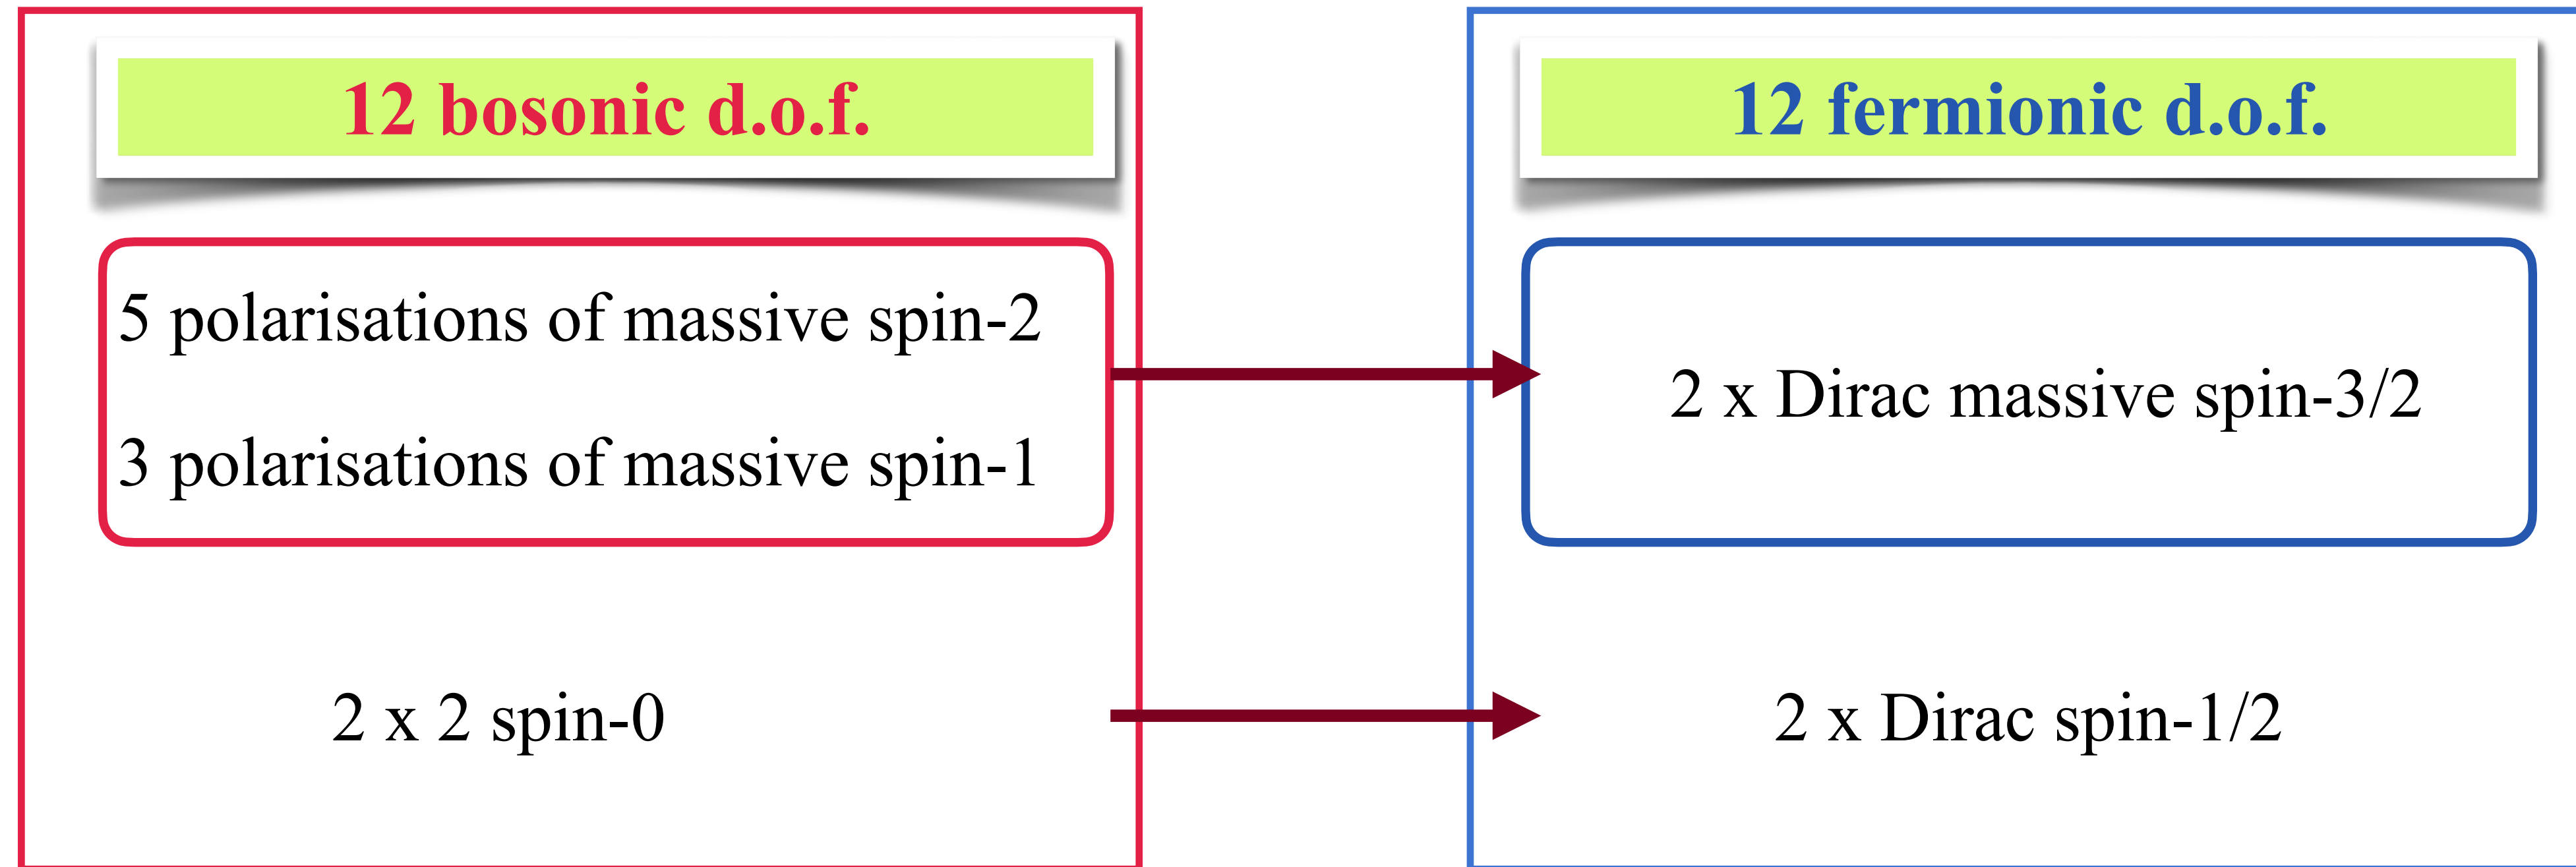 12 bosonic d.o.f.
5 polarisations of massive spin-2
3 polarisations of massive spin-1
2 x 2 spin-0
12 fermionic d.o.f.
2 x Dirac massive spin-3/2
2 x Dirac spin-1/2